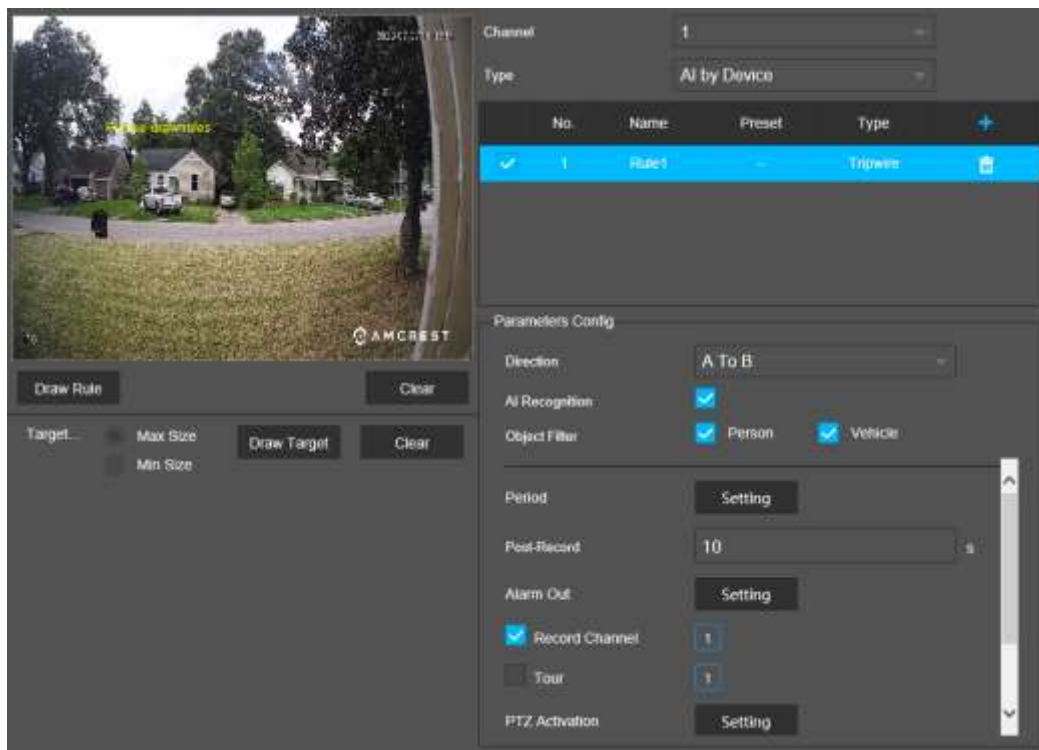 Channel
1
Type
AI by Device
No. Name Preset Type +
1 Rule1 -- Tripwire
AMCREST
Draw Rule Clear
Target... Max Size Draw Target Clear
Min Size
Parameters Config
Direction A To B
AI Recognition
Object Filter Person Vehicle
Period Setting
Post-Record 10 s
Alarm Out Setting
Record Channel 1
Tour 1
PTZ Activation Setting